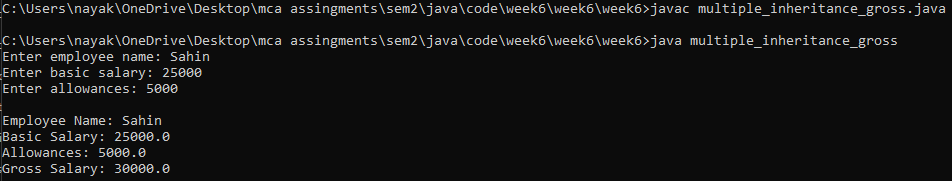 C:\Users\nayak\OneDrive\Desktop\mca assingments\sem2\java\code\week6\week6\week6>javac multiple_inheritance_gross.java
C:\Users\nayak\OneDrive\Desktop\mca assingments\sem2\java\code\week6\week6\week6>java multiple_inheritance_gross
Enter employee name: Sahin
Enter basic salary: 25000
Enter allowances: 5000
Employee Name: Sahin
Basic Salary: 25000.0
Allowances: 5000.0
Gross Salary: 30000.0